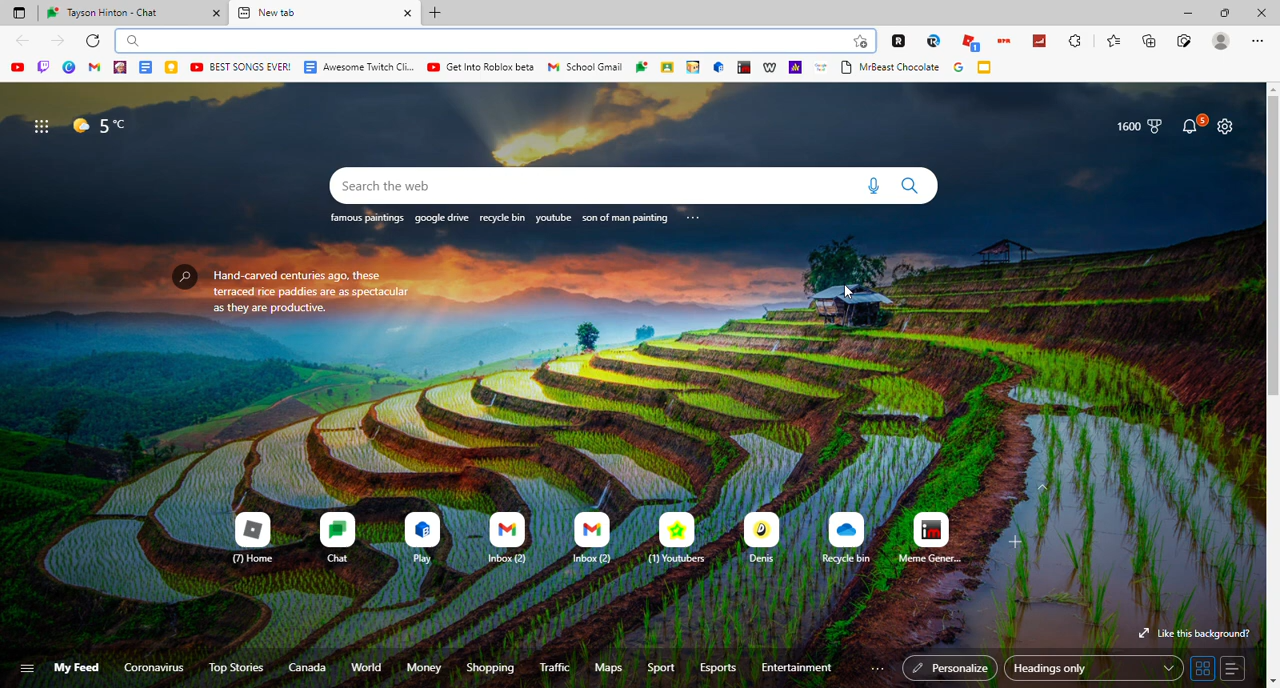 Tayson Hinton - Chat
New tab
BEST SONGS EVER!
Awesome Twitch Cli...
Get Into Roblox beta
School Gmail
MrBeast Chocolate
5 °C
1600
5
1
Search the web
famous paintings
google drive
recycle bin
youtube
son of man painting
...
Hand-carved centuries ago, these
terraced rice paddies are as spectacular
as they are productive.
(7) Home
Chat
Play
Inbox (2)
Inbox (2)
(1) Youtubers
Denis
Recycle bin
Meme Gener...
Like this background?
My Feed
Coronavirus
Top Stories
Canada
World
Money
Shopping
Traffic
Maps
Sport
Esports
Entertainment
...
Personalize
Headings only